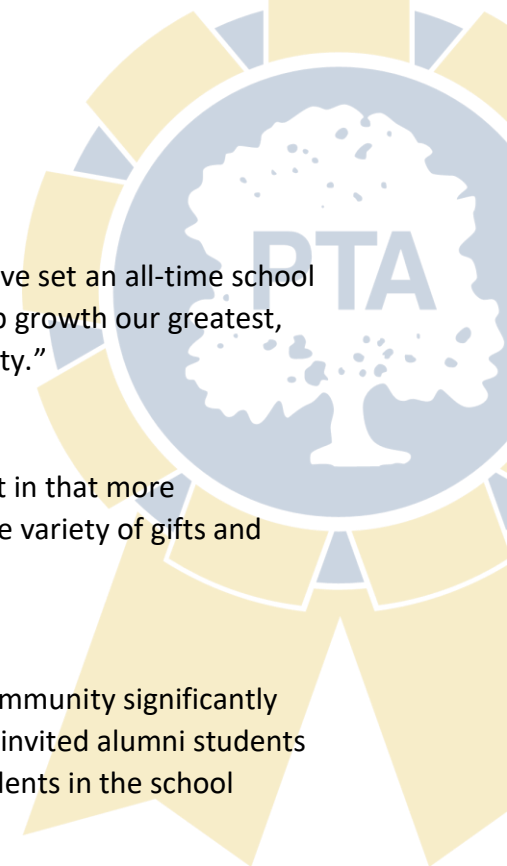 PTA
ve set an all-time school
growth our greatest,
ty.”
t in that more
e variety of gifts and
mmunity significantly
invited alumni students
dents in the school